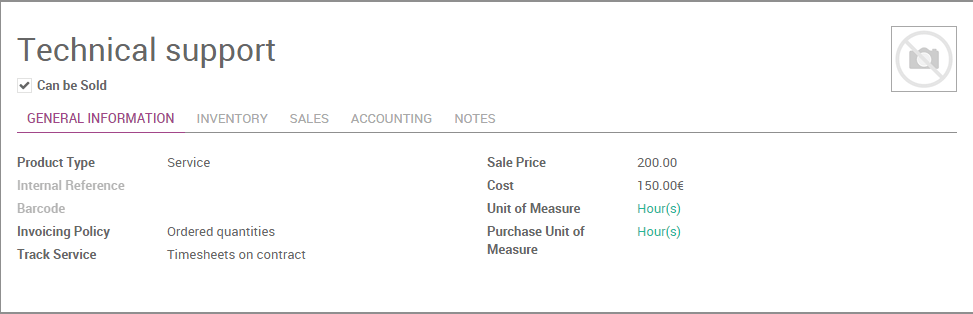 Technical support
Can be Sold
GENERAL INFORMATION INVENTORY SALES ACCOUNTING NOTES
Product Type Service
Internal Reference
Barcode
Invoicing Policy Ordered quantities
Track Service Timesheets on contract
Sale Price 200.00
Cost 150.00€
Unit of Measure Hour(s)
Purchase Unit of Hour(s)
Measure